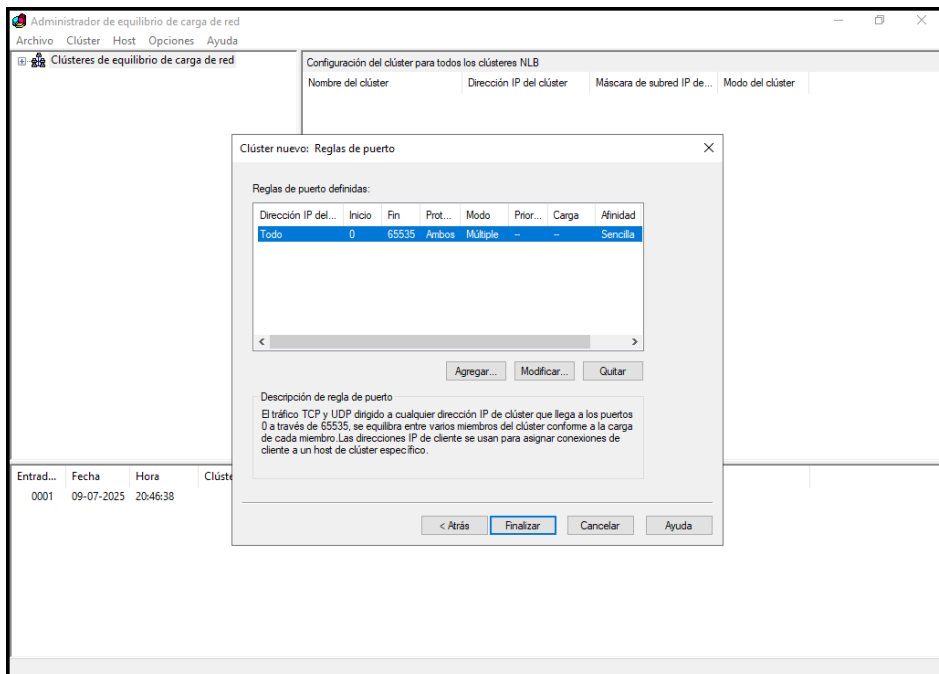 Administrador de equilibrio de carga de red
Archivo Clúster Host Opciones Ayuda
Clústeres de equilibrio de carga de red
Configuración del clúster para todos los clústeres NLB
Nombre del clúster Dirección IP del clúster Máscara de subred IP de... Modo del clúster
Clúster nuevo: Reglas de puerto
Reglas de puerto definidas:
Dirección IP del... Inicio Fin Prot... Modo Prior... Carga Afinidad
Todo 0 65535 Ambos Múltiple -- -- Sencilla
Agregar... Modificar... Quitar
Descripción de regla de puerto
El tráfico TCP y UDP dirigido a cualquier dirección IP de clúster que llega a los puertos
0 a través de 65535, se equilibra entre varios miembros del clúster conforme a la carga
de cada miembro.Las direcciones IP de cliente se usan para asignar conexiones de
cliente a un host de clúster específico.
< Atrás Finalizar Cancelar Ayuda
Entrad... Fecha Hora Clúste
0001 09-07-2025 20:46:38